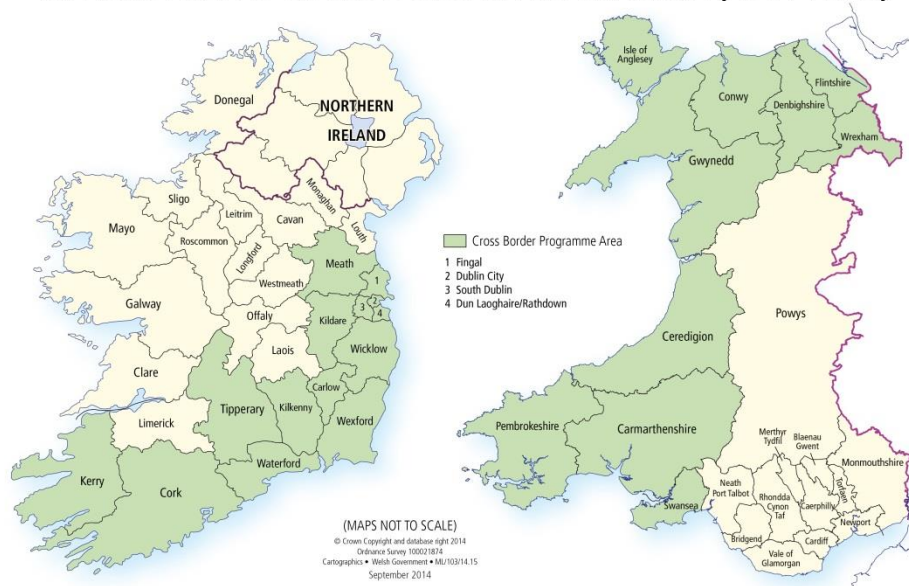 Donegal
NORTHERN
IRELAND
Monaghan
Sligo
Leitrim
Cavan
Louth
Mayo
Roscommon
Longford
Meath
Westmeath
1
Galway
Offaly
2
3
4
Kildare
Laois
Wicklow
Clare
Carlow
Tipperary
Kilkenny
Limerick
Wexford
Waterford
Kerry
Cork
Cross Border Programme Area
1 Fingal
2 Dublin City
3 South Dublin
4 Dun Laoghaire/Rathdown
(MAPS NOT TO SCALE)
© Crown Copyright and database right 2014
Ordnance Survey 100021874
Cartographics • Welsh Government • ML/103/14.15
September 2014
Isle of
Anglesey
Conwy
Flintshire
Denbighshire
Wrexham
Gwynedd
Powys
Ceredigion
Pembrokeshire
Carmarthenshire
Merthyr
Tydfil
Blaenau
Gwent
Monmouthshire
Swansea
Neath
Port Talbot
Rhondda
Cynon
Taf
Caerphilly
Torfaen
Newport
Bridgend
Cardiff
Vale of
Glamorgan